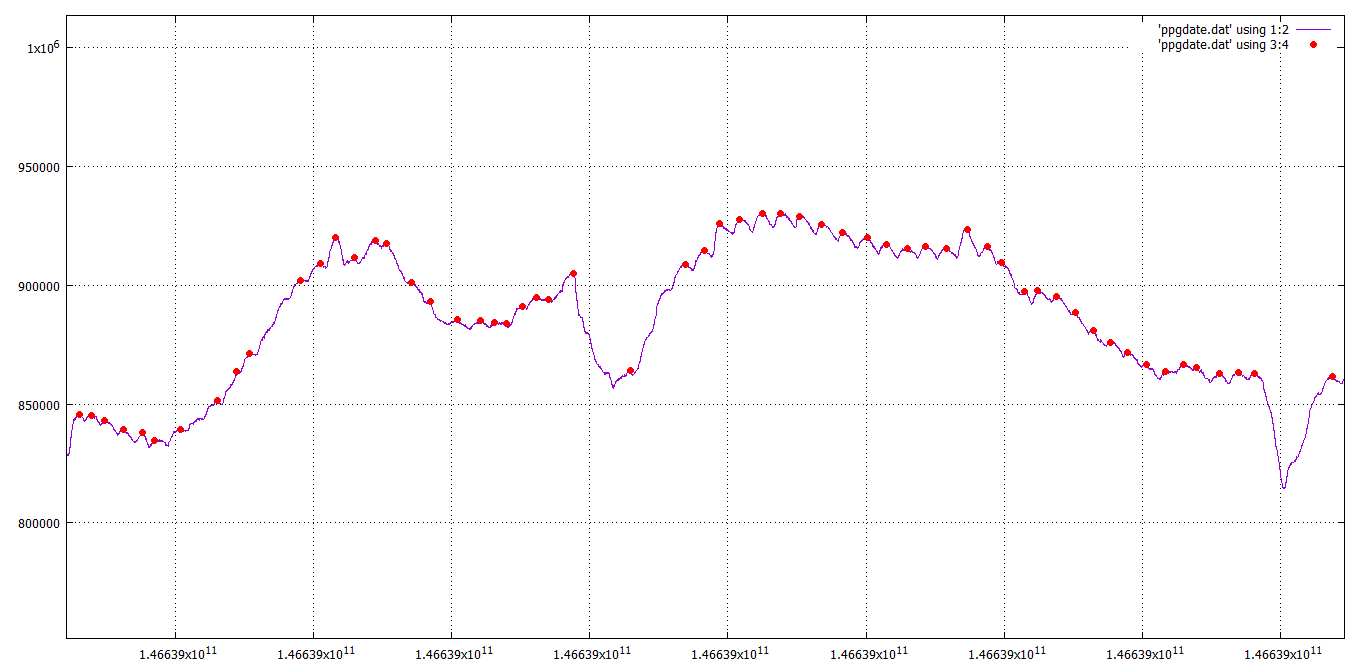 'ppgdate.dat' using 1:2
'ppgdate.dat' using 3:4
1x10⁶
950000
900000
850000
800000
1.46639x10¹¹ 1.46639x10¹¹ 1.46639x10¹¹ 1.46639x10¹¹ 1.46639x10¹¹ 1.46639x10¹¹ 1.46639x10¹¹ 1.46639x10¹¹ 1.46639x10¹¹